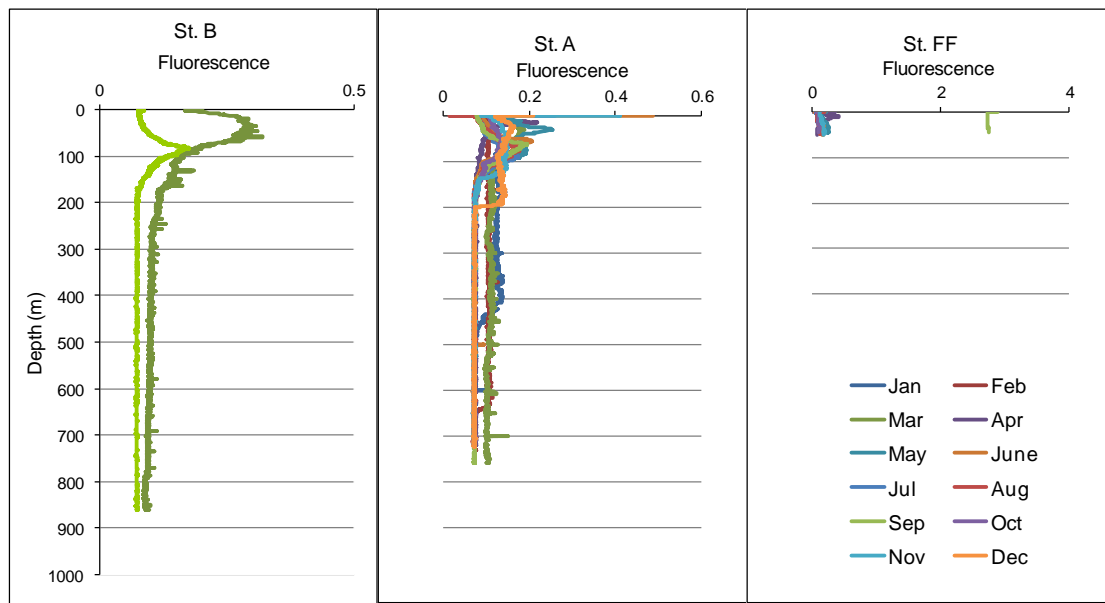 St. B
Fluorescence
0 0.5
0
100
200
300
400
500
600
700
800
900
1000
Depth (m)
St. A
Fluorescence
0 0.2 0.4 0.6
St. FF
Fluorescence
0 2 4
Jan Feb
Mar Apr
May June
Jul Aug
Sep Oct
Nov Dec